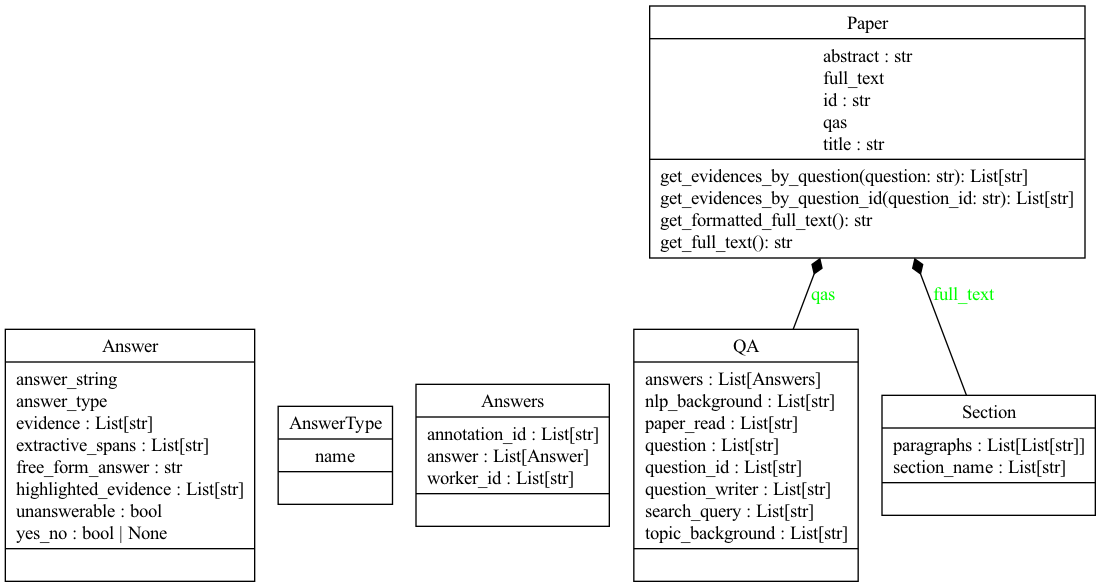 Paper
abstract : str
full_text
id : str
qas
title : str
get_evidences_by_question(question: str): List[str]
get_evidences_by_question_id(question_id: str): List[str]
get_formatted_full_text(): str
get_full_text(): str
qas
full_text
Answer
answer_string
answer_type
evidence : List[str]
extractive_spans : List[str]
free_form_answer : str
highlighted_evidence : List[str]
unanswerable : bool
yes_no : bool | None
AnswerType
name
Answers
annotation_id : List[str]
answer : List[Answer]
worker_id : List[str]
QA
answers : List[Answers]
nlp_background : List[str]
paper_read : List[str]
question : List[str]
question_id : List[str]
question_writer : List[str]
search_query : List[str]
topic_background : List[str]
Section
paragraphs : List[List[str]]
section_name : List[str]